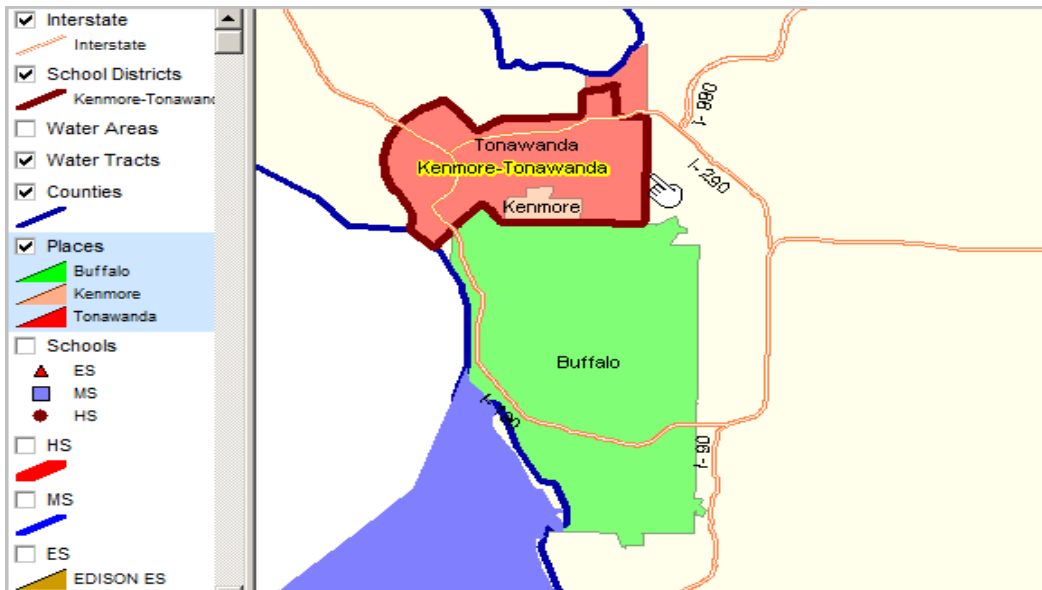 Interstate
Interstate
School Districts
Kenmore-Tonawand
Water Areas
Water Tracts
Counties
Places
Buffalo
Kenmore
Tonawanda
Schools
ES
MS
HS
HS
MS
ES
EDISON ES
I-990
I-290
Tonawanda
Kenmore-Tonawanda
Kenmore
Buffalo
I-190
I-90